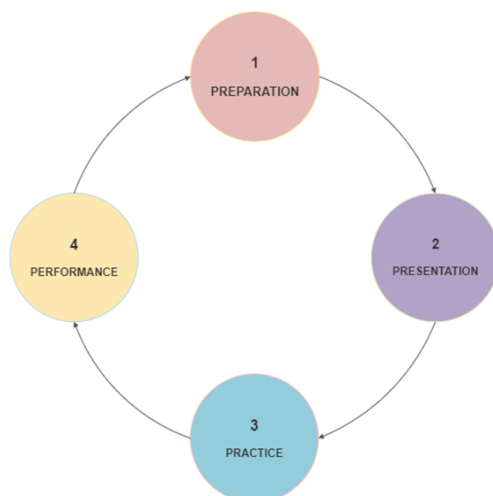 1
PREPARATION
2
PRESENTATION
3
PRACTICE
4
PERFORMANCE